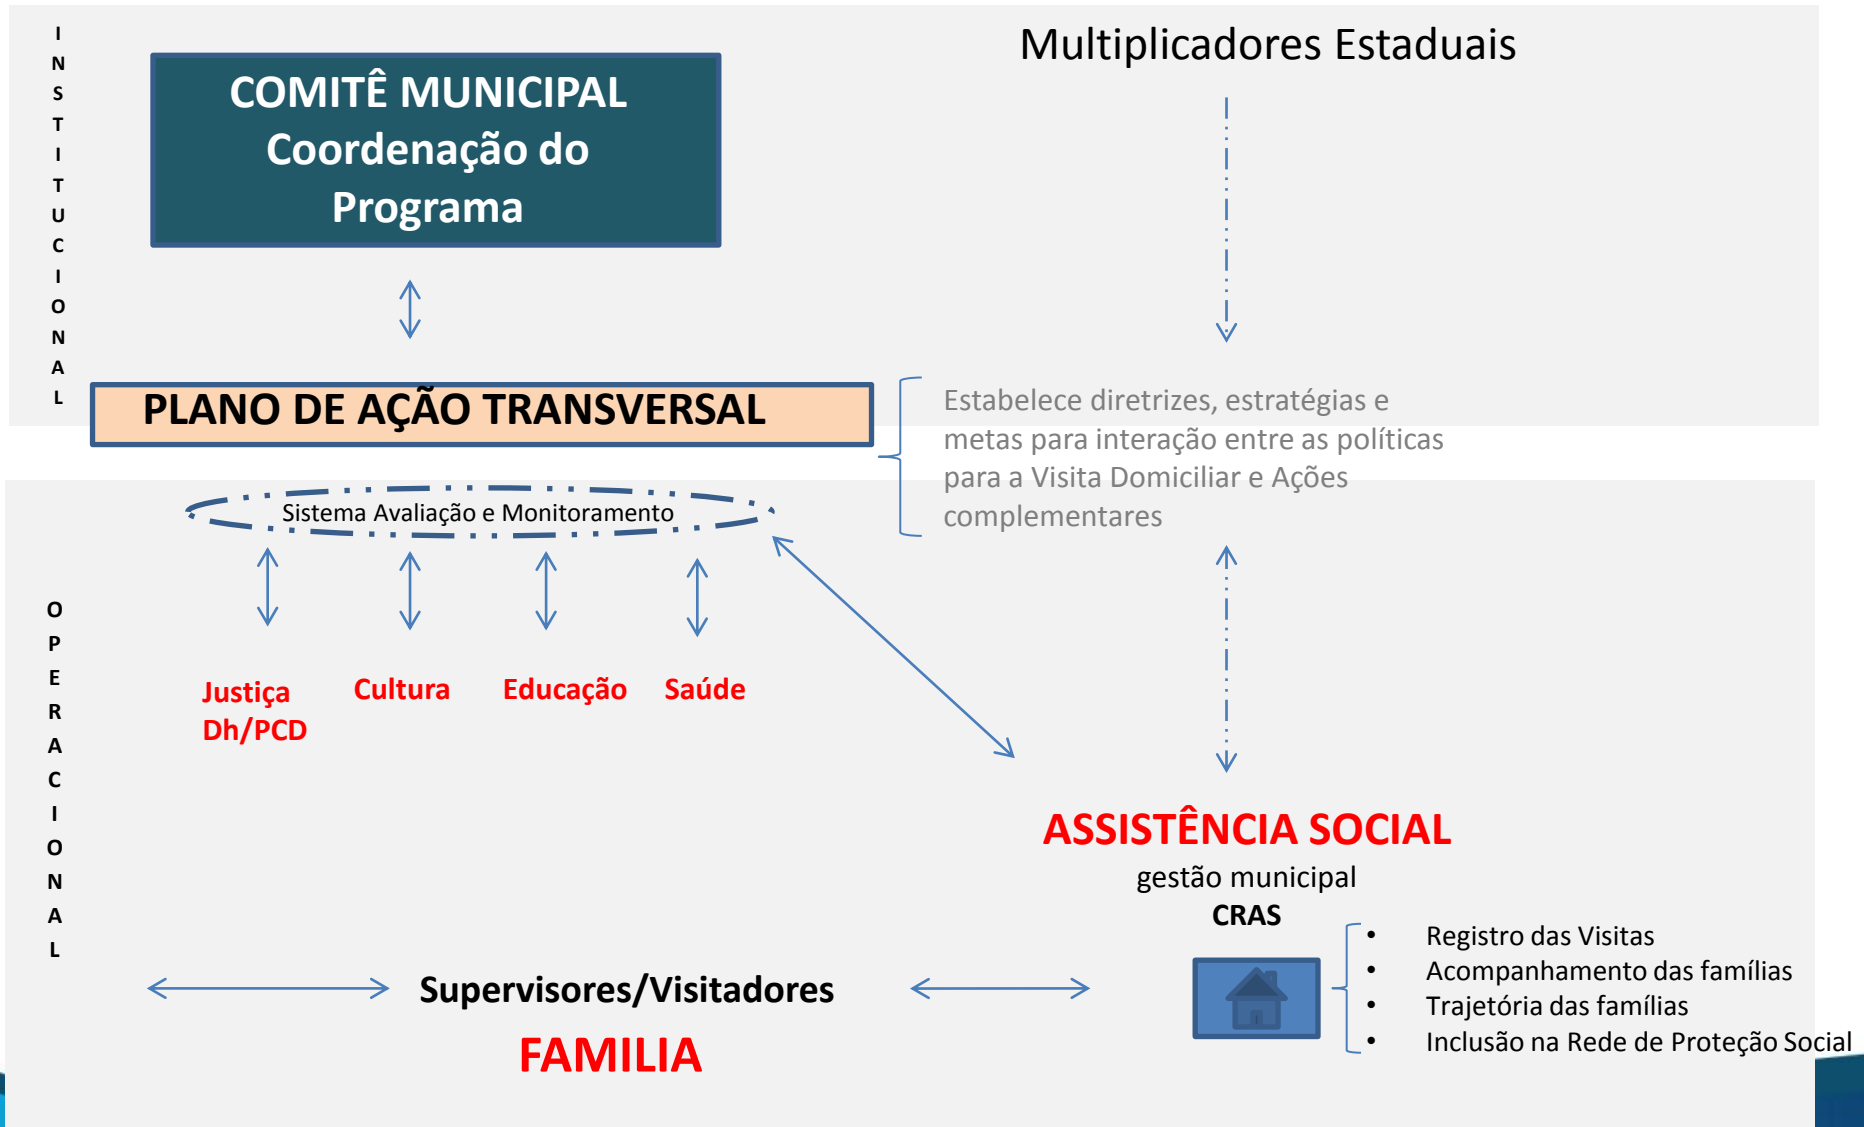 INSTITUCIONAL
COMITÊ MUNICIPAL
Coordenação do
Programa
Multiplicadores Estaduais
PLANO DE AÇÃO TRANSVERSAL
Estabelece diretrizes, estratégias e
metas para interação entre as políticas
para a Visita Domiciliar e Ações
complementares
Sistema Avaliação e Monitoramento
OPERACIONAL
Justiça
Dh/PCD
Cultura
Educação
Saúde
ASSISTÊNCIA SOCIAL
gestão municipal
CRAS
• Registro das Visitas
• Acompanhamento das famílias
• Trajetória das famílias
• Inclusão na Rede de Proteção Social
Supervisores/Visitadores
FAMILIA